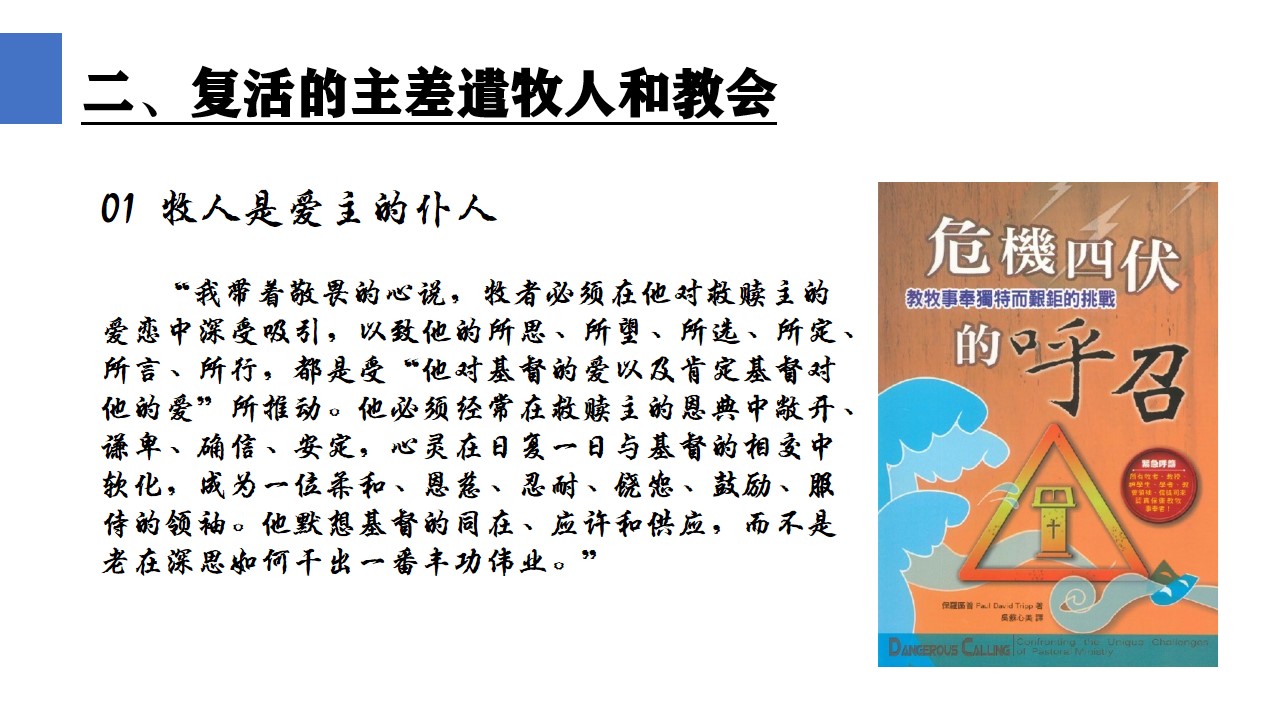 二、复活的主差遣牧人和教会
01 牧人是爱主的仆人
“我带着敬畏的心说，牧者必须在他对救赎主的
爱恋中深受吸引，以致他的所思、所望、所选、所定、
所言、所行，都是受“他对基督的爱以及肯定基督对
他的爱”所推动。他必须经常在救赎主的恩典中敞开、
谦卑、确信、安定，心灵在日复一日与基督的相交中
软化，成为一位柔和、恩慈、忍耐、饶恕、鼓励、服
侍的领袖。他默想基督的同在、应许和供应，而不是
老在深思如何干出一番丰功伟业。”
危機四伏
教牧事奉獨特而艱鉅的挑戰
的呼召
緊急呼籲
所有牧者、教授、
Paul David Tripp 著
DANGEROUS CALLING
Confronting the Unique Challenges
of Pastoral Ministry